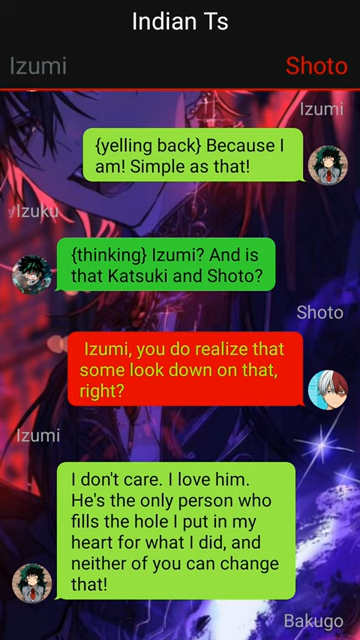 Indian Ts
Izumi
Shoto
Izumi
{yelling back} Because I
am! Simple as that!
Izuku
{thinking} Izumi? And is
that Katsuki and Shoto?
Shoto
Izumi, you do realize that
some look down on that,
right?
Izumi
I don't care. I love him.
He's the only person who
fills the hole I put in my
heart for what I did, and
neither of you can change
that!
Bakugo